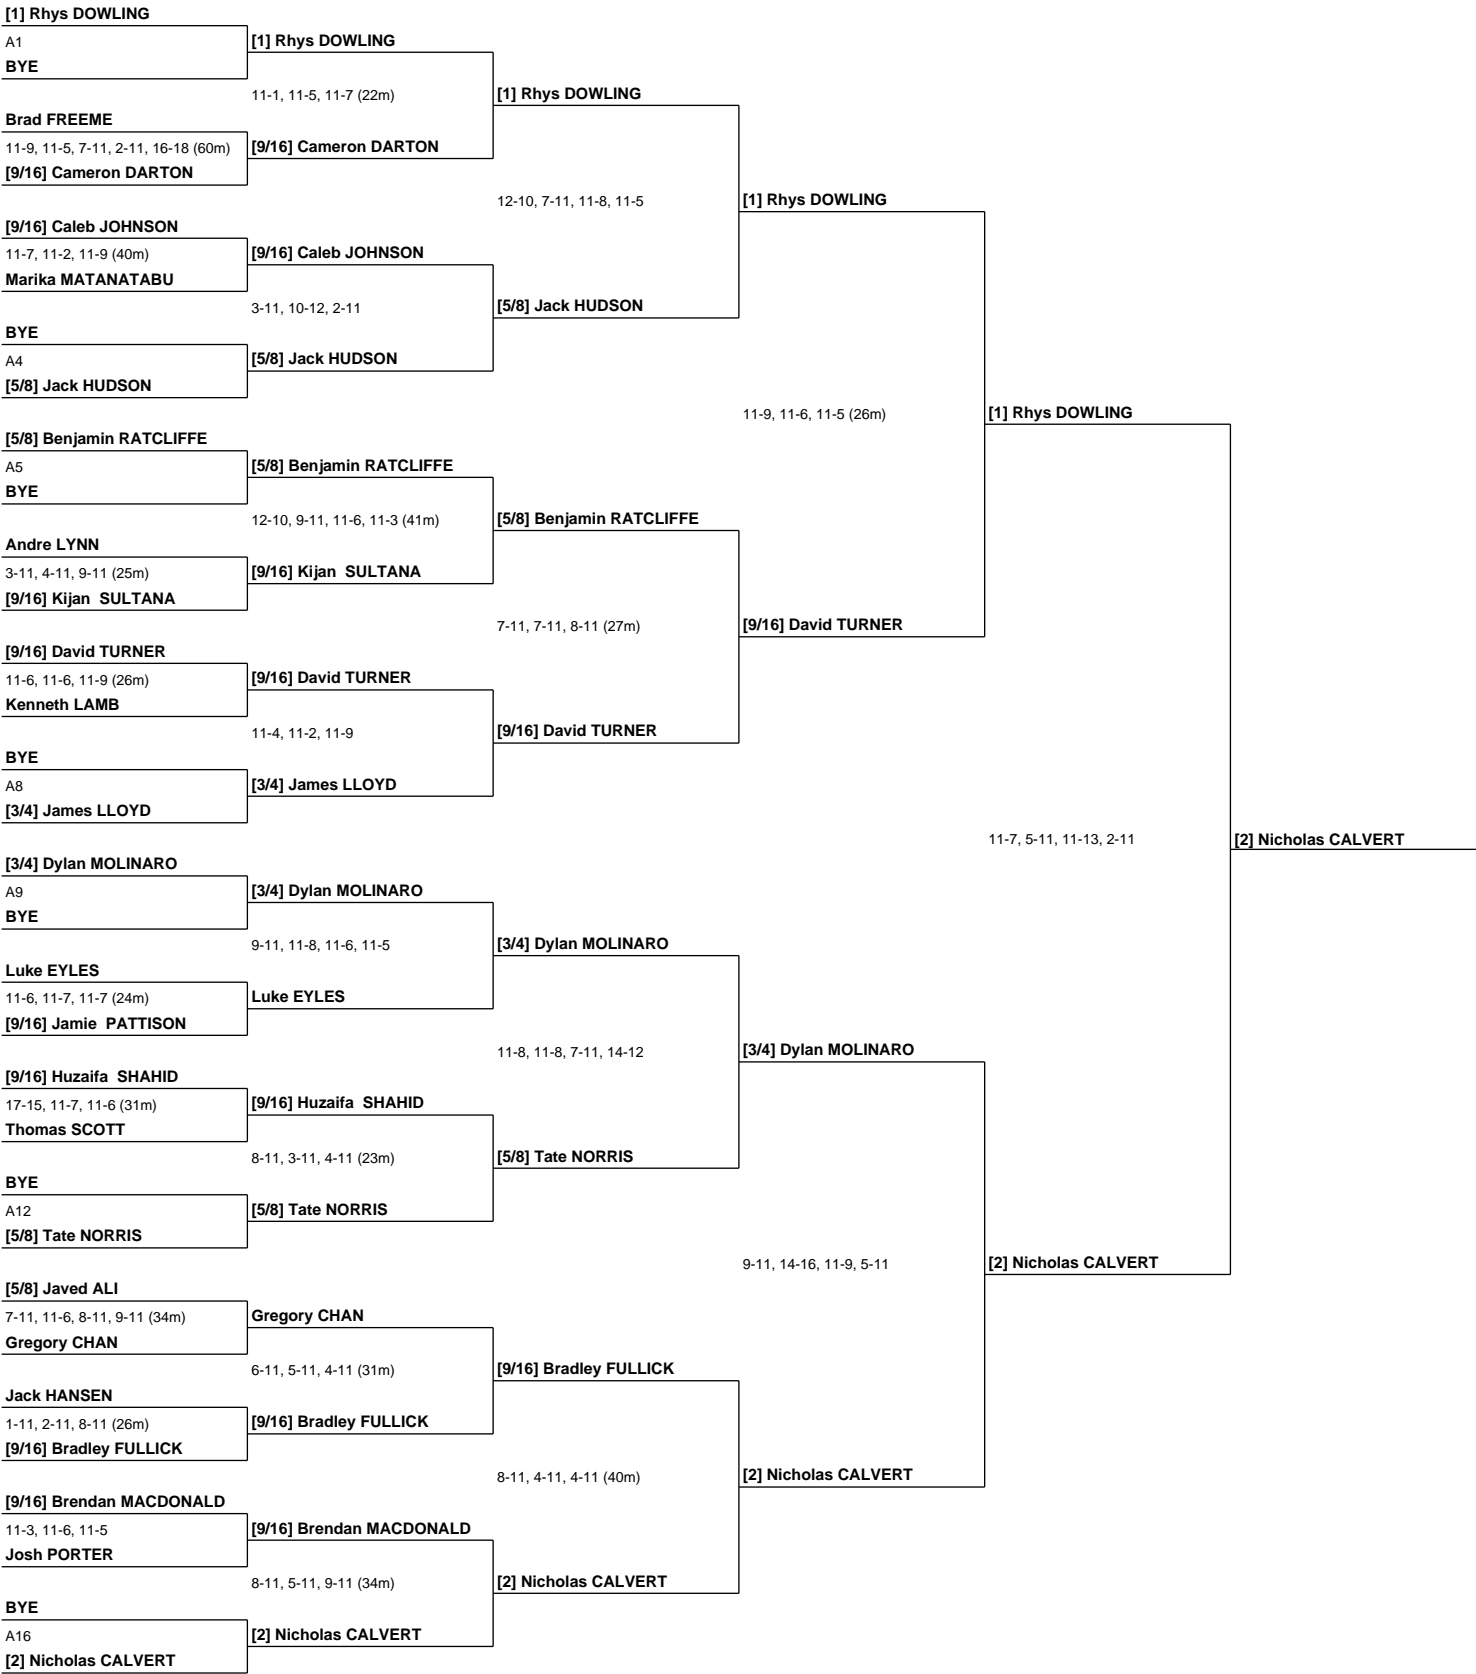 [1] Rhys DOWLING
A1
BYE
Brad FREEME
11-9, 11-5, 7-11, 2-11, 16-18 (60m)
[9/16] Cameron DARTON
[9/16] Caleb JOHNSON
11-7, 11-2, 11-9 (40m)
Marika MATANATABU
BYE
A4
[5/8] Jack HUDSON
[5/8] Benjamin RATCLIFFE
A5
BYE
Andre LYNN
3-11, 4-11, 9-11 (25m)
[9/16] Kijan SULTANA
[9/16] David TURNER
11-6, 11-6, 11-9 (26m)
Kenneth LAMB
BYE
A8
[3/4] James LLOYD
[3/4] Dylan MOLINARO
A9
BYE
Luke EYLES
11-6, 11-7, 11-7 (24m)
[9/16] Jamie PATTISON
[9/16] Huzaifa SHAHID
17-15, 11-7, 11-6 (31m)
Thomas SCOTT
BYE
A12
[5/8] Tate NORRIS
[5/8] Javed ALI
7-11, 11-6, 8-11, 9-11 (34m)
Gregory CHAN
Jack HANSEN
1-11, 2-11, 8-11 (26m)
[9/16] Bradley FULLICK
[9/16] Brendan MACDONALD
11-3, 11-6, 11-5
Josh PORTER
BYE
A16
[2] Nicholas CALVERT
[1] Rhys DOWLING
11-1, 11-5, 11-7 (22m)
[9/16] Cameron DARTON
[9/16] Caleb JOHNSON
3-11, 10-12, 2-11
[5/8] Jack HUDSON
[5/8] Benjamin RATCLIFFE
12-10, 9-11, 11-6, 11-3 (41m)
[9/16] Kijan SULTANA
[9/16] David TURNER
11-4, 11-2, 11-9
[3/4] James LLOYD
[3/4] Dylan MOLINARO
9-11, 11-8, 11-6, 11-5
Luke EYLES
[9/16] Huzaifa SHAHID
8-11, 3-11, 4-11 (23m)
[5/8] Tate NORRIS
Gregory CHAN
6-11, 5-11, 4-11 (31m)
[9/16] Bradley FULLICK
[9/16] Brendan MACDONALD
8-11, 5-11, 9-11 (34m)
[2] Nicholas CALVERT
[1] Rhys DOWLING
12-10, 7-11, 11-8, 11-5
[5/8] Jack HUDSON
[5/8] Benjamin RATCLIFFE
7-11, 7-11, 8-11 (27m)
[9/16] David TURNER
[3/4] Dylan MOLINARO
11-8, 11-8, 7-11, 14-12
[5/8] Tate NORRIS
[9/16] Bradley FULLICK
8-11, 4-11, 4-11 (40m)
[2] Nicholas CALVERT
[1] Rhys DOWLING
11-9, 11-6, 11-5 (26m)
[9/16] David TURNER
[3/4] Dylan MOLINARO
9-11, 14-16, 11-9, 5-11
[2] Nicholas CALVERT
[1] Rhys DOWLING
11-7, 5-11, 11-13, 2-11
[2] Nicholas CALVERT
[2] Nicholas CALVERT